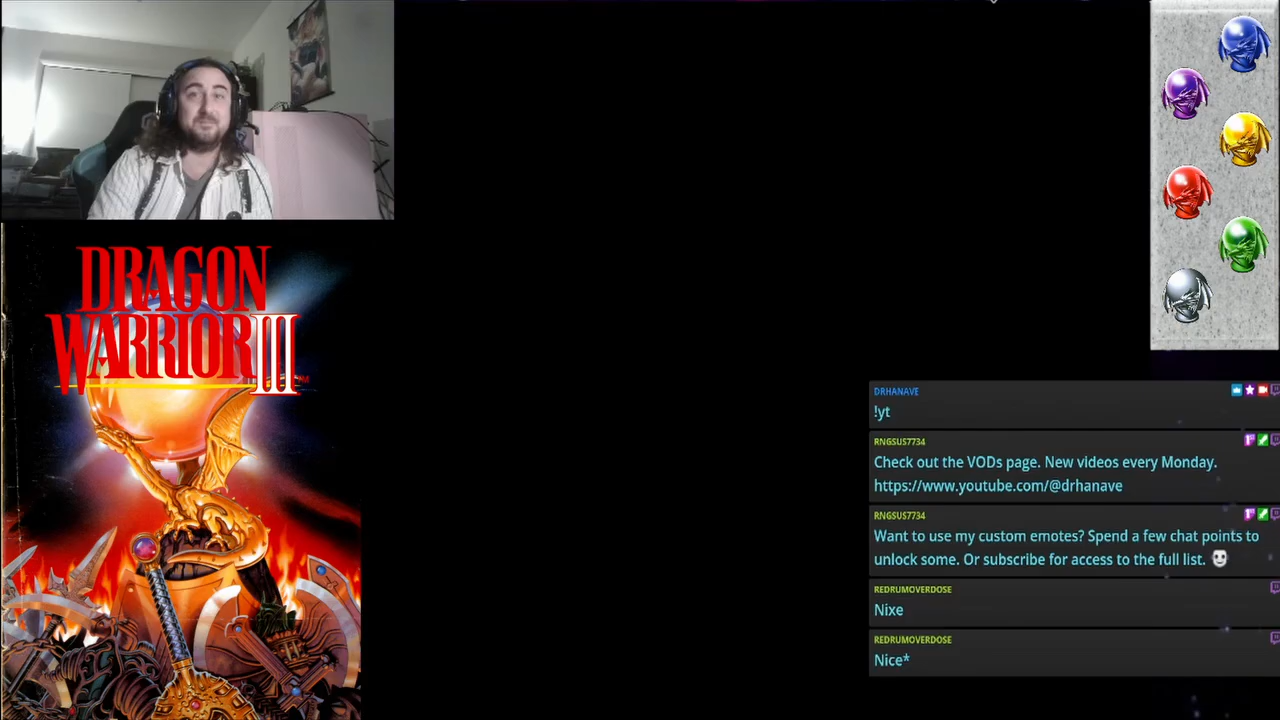 DRAGON
WARRIOR III
TM
DRHANAVE
!yt
RNGSUS7734
Check out the VODs page. New videos every Monday.
https://www.youtube.com/@drhanave
RNGSUS7734
Want to use my custom emotes? Spend a few chat points to
unlock some. Or subscribe for access to the full list.
REDRUMOVERDOSE
Nixe
REDRUMOVERDOSE
Nice*